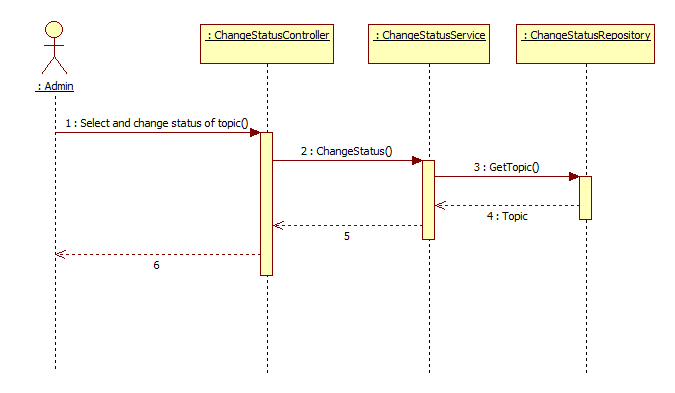 : ChangeStatusController
: ChangeStatusService
: ChangeStatusRepository
: Admin
1 : Select and change status of topic()
2 : ChangeStatus()
3 : GetTopic()
4 : Topic
5
6